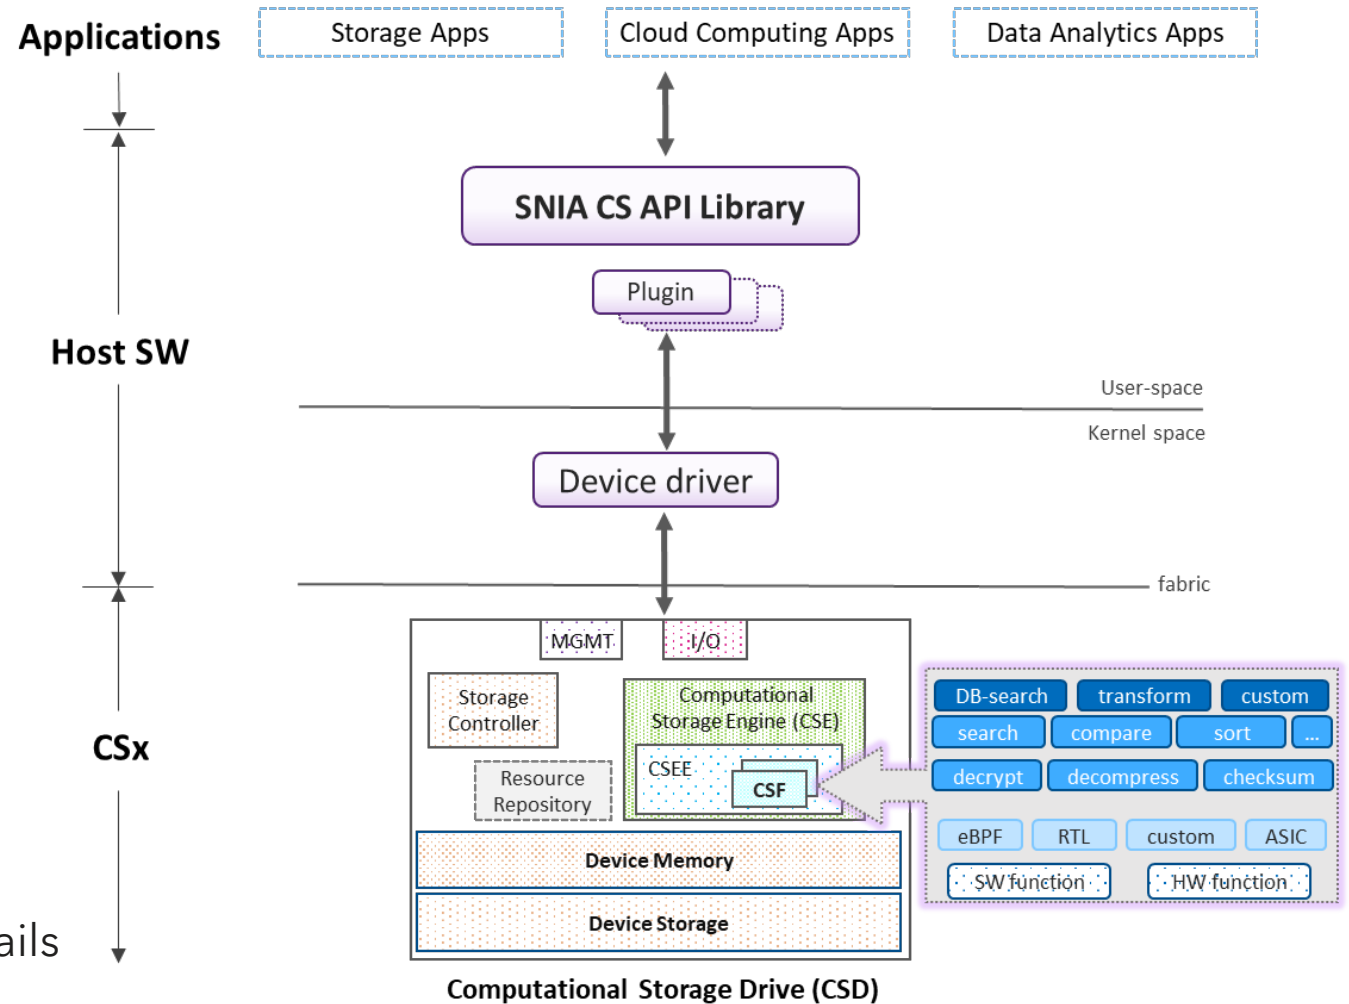 Applications
Storage Apps
Cloud Computing Apps
Data Analytics Apps
SNIA CS API Library
Plugin
Host SW
User-space
Kernel space
Device driver
fabric
MGMT
I/O
Storage
Controller
Computational
Storage Engine (CSE)
CSEE
CSF
Resource
Repository
CSx
Device Memory
Device Storage
DB-search
transform
custom
search
compare
sort
...
decrypt
decompress
checksum
eBPF
RTL
custom
ASIC
SW function
HW function
ails
Computational Storage Drive (CSD)